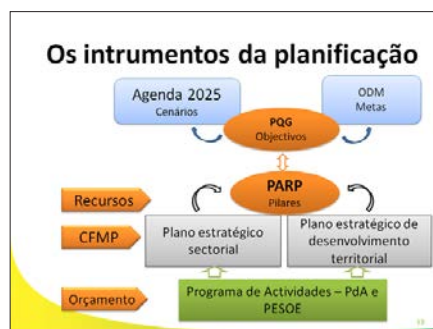 Os intrumentos da planificação
Agenda 2025
Cenários
ODM
Metas
PQG
Objectivos
PARP
Pilares
Recursos
CFMP
Plano estratégico
sectorial
Plano estratégico de
desenvolvimento
territorial
Orçamento
Programa de Actividades – PdA e
PESOE